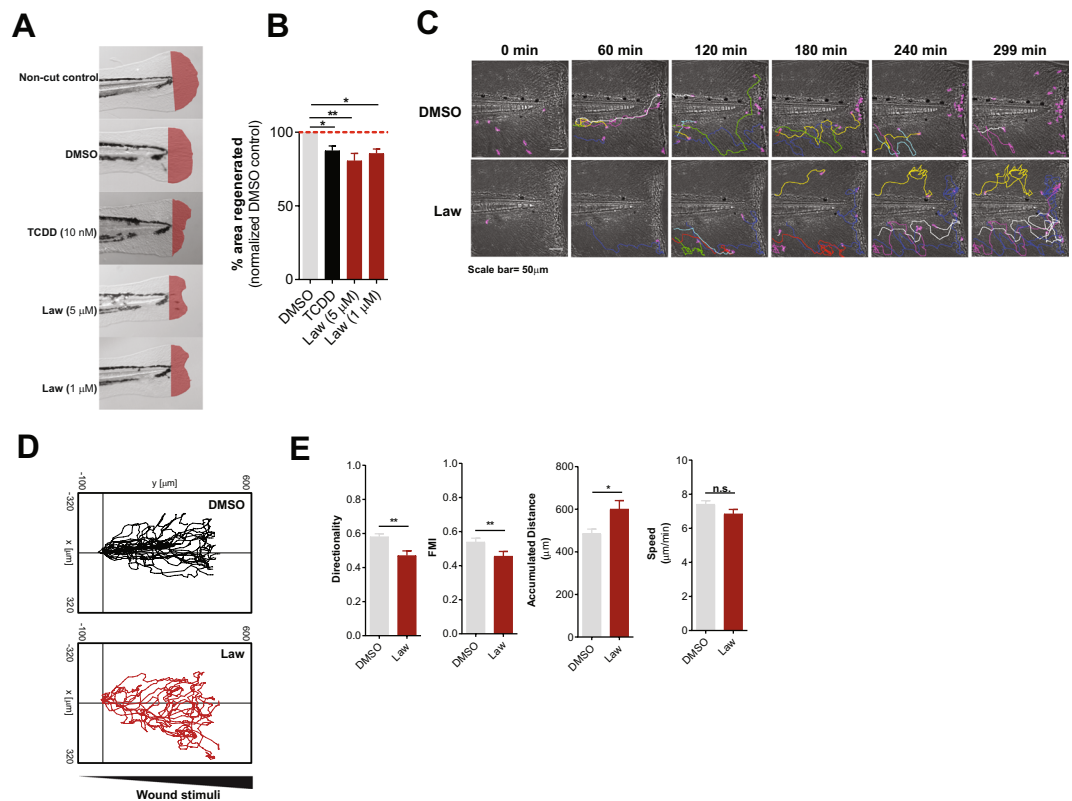 A
Non-cut control
DMSO
TCDD (10 nM)
Law (5 µM)
Law (1 µM)
B
% area regenerated
(normalized DMSO control)
100
50
0
*
**
*
DMSO
TCDD
Law (5 µM)
Law (1 µM)
C
0 min
60 min
120 min
180 min
240 min
299 min
DMSO
Law
Scale bar= 50µm
D
-100
y [µm]
600
-320
x [µm]
320
DMSO
-100
600
-320
x [µm]
320
Law
Wound stimuli
E
Directionality
1.0
0.8
0.6
0.4
0.2
0.0
**
DMSO
Law
FMI
1.0
0.8
0.6
0.4
0.2
0.0
**
DMSO
Law
Accumulated Distance
(µm)
800
600
400
200
0
*
DMSO
Law
Speed
(µm/min)
10
8
6
4
2
0
n.s.
DMSO
Law